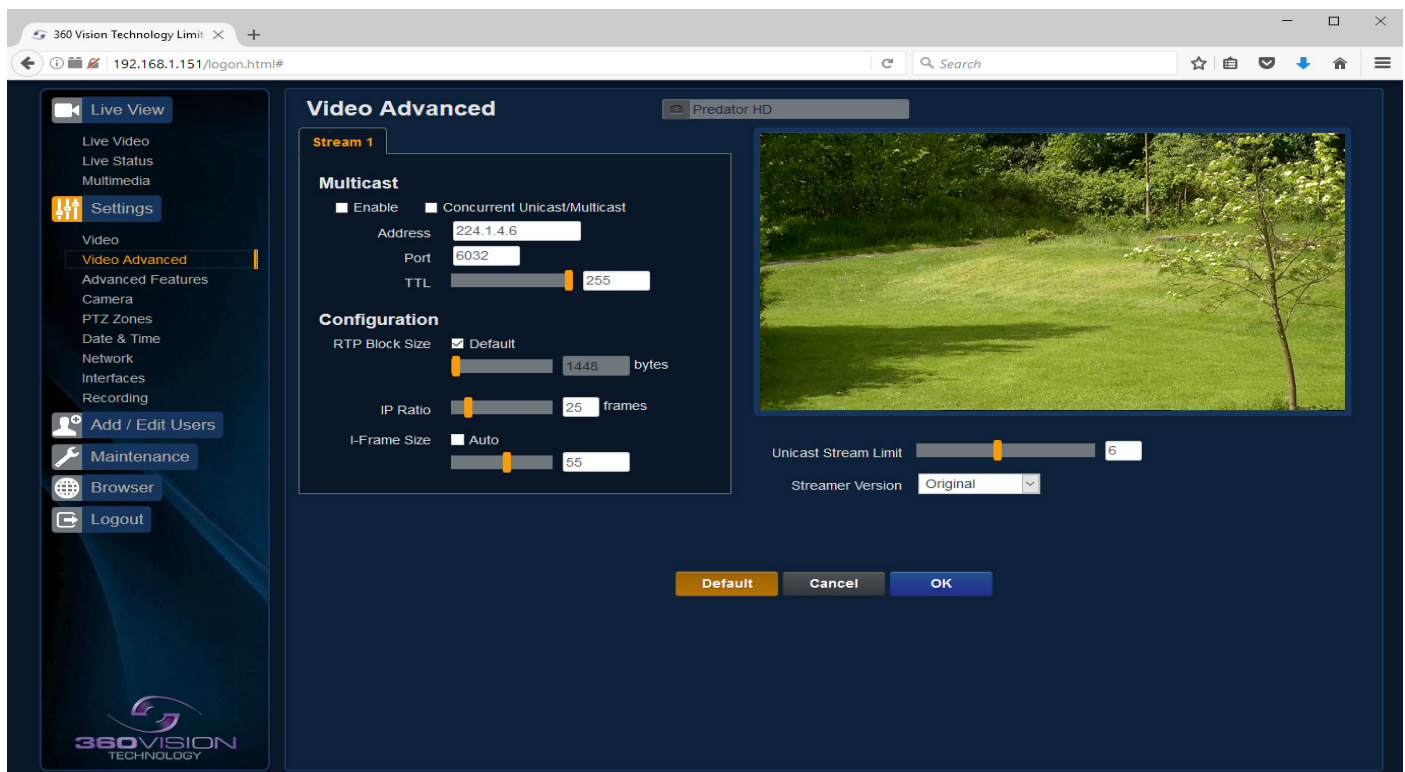 360 Vision Technology Limit
192.168.1.151/logon.html#
Search
Live View
Live Video
Live Status
Multimedia
Settings
Video
Video Advanced
Advanced Features
Camera
PTZ Zones
Date & Time
Network
Interfaces
Recording
Add / Edit Users
Maintenance
Browser
Logout
360VISION
TECHNOLOGY
Video Advanced
Predator HD
Stream 1
Multicast
Enable Concurrent Unicast/Multicast
Address 224.1.4.6
Port 6032
TTL 255
Configuration
RTP Block Size Default
1448 bytes
IP Ratio 25 frames
I-Frame Size Auto
55
Unicast Stream Limit 6
Streamer Version Original
Default Cancel OK